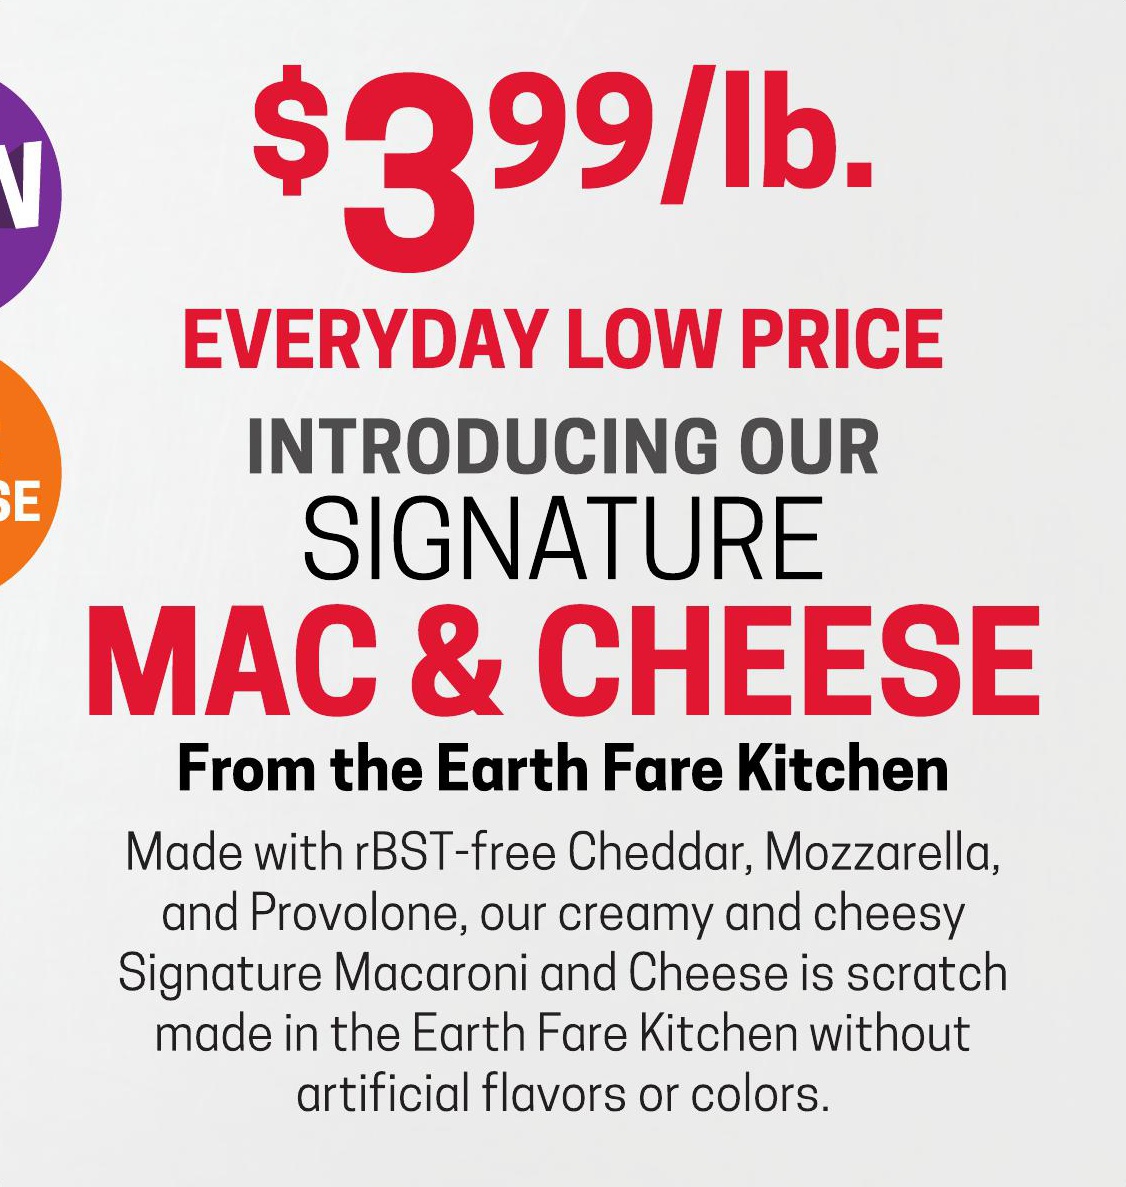 $3.99/lb.
EVERYDAY LOW PRICE
INTRODUCING OUR
SIGNATURE
MAC & CHEESE
From the Earth Fare Kitchen
Made with rBST-free Cheddar, Mozzarella,
and Provolone, our creamy and cheesy
Signature Macaroni and Cheese is scratch
made in the Earth Fare Kitchen without
artificial flavors or colors.